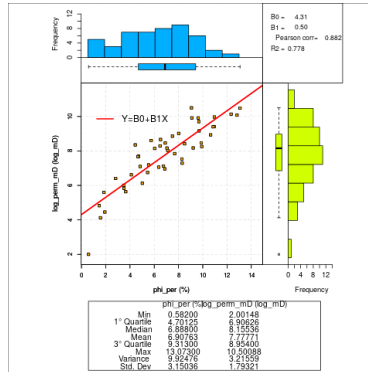 12
8
4
0
Frequency
B0 = 4.31
B1 = 0.50
Pearson corr= 0.882
R2 = 0.778
10
8
6
4
2
log_perm_mD (log_mD)
Y=B0+B1X
0 2 4 6 8 10 12 14
phi_per (%)
0 4 8 12
Frequency
phi_per (%) log_perm_mD (log_mD)
Min 0.58200 2.00148
1° Quartile 4.70125 6.90626
Median 6.88800 8.15536
Mean 6.90763 7.77771
3° Quartile 9.31300 8.95400
Max 13.07300 10.50088
Variance 9.92476 3.21559
Std. Dev 3.15036 1.79321